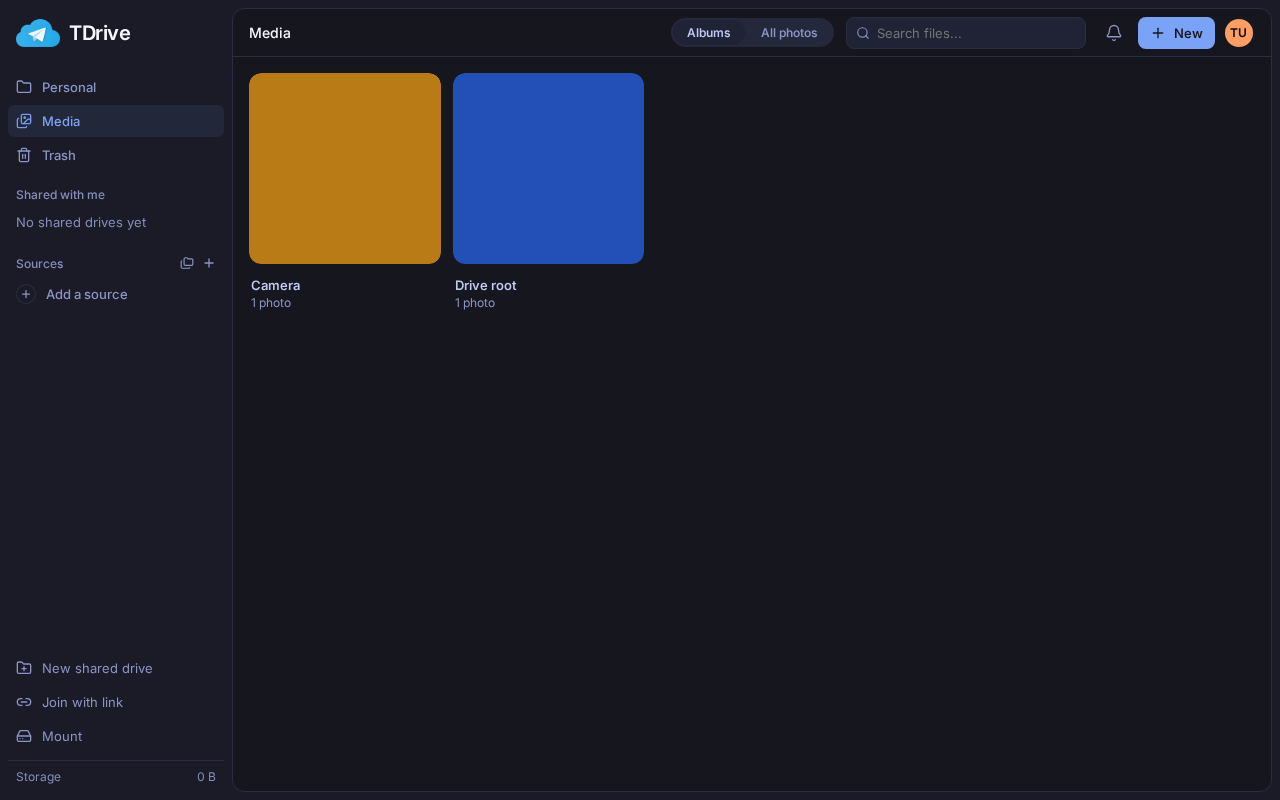 TDrive
Personal
Media
Trash
Shared with me
No shared drives yet
Sources
Add a source
New shared drive
Join with link
Mount
Storage 0 B
Media
Albums All photos
Search files...
New
TU
Camera
1 photo
Drive root
1 photo